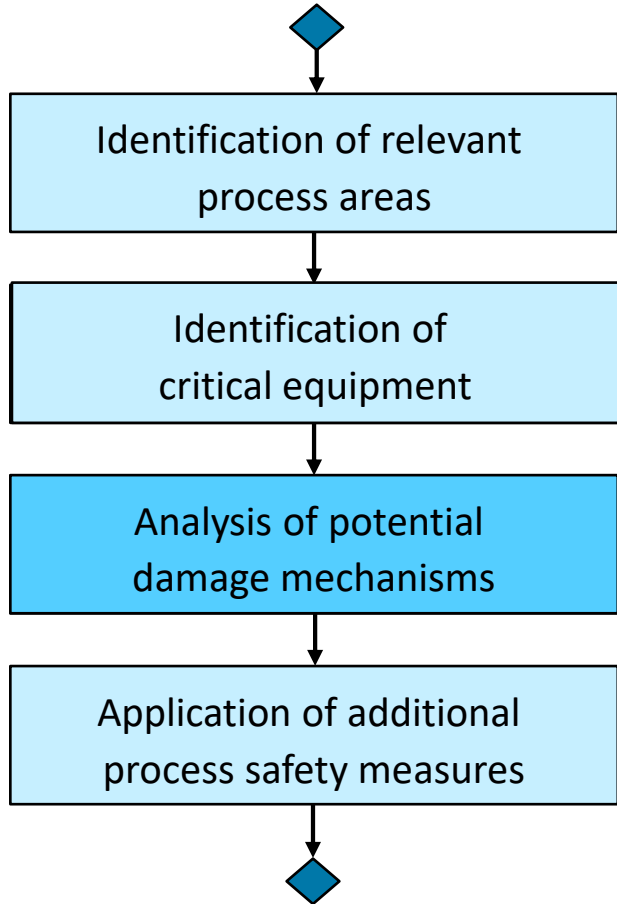 Identification of relevant
process areas
Identification of
critical equipment
Analysis of potential
damage mechanisms
Application of additional
process safety measures